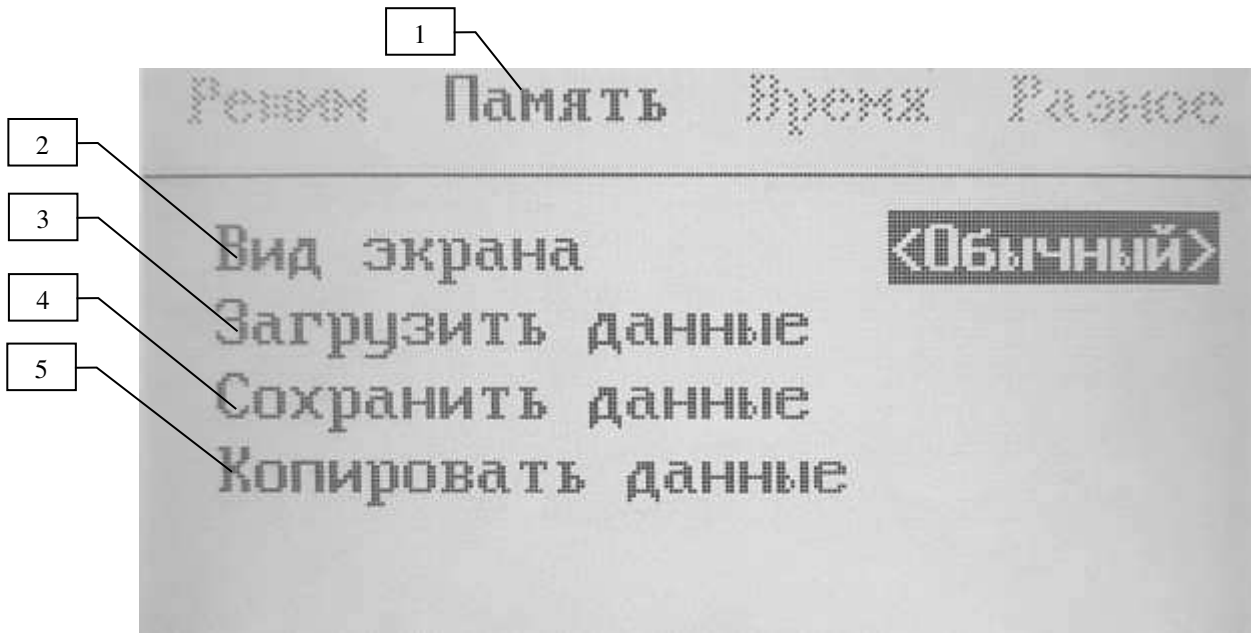 1
Режим Память Время Разное
2
Вид экрана <Обычный>
3
Загрузить данные
4
Сохранить данные
5
Копировать данные